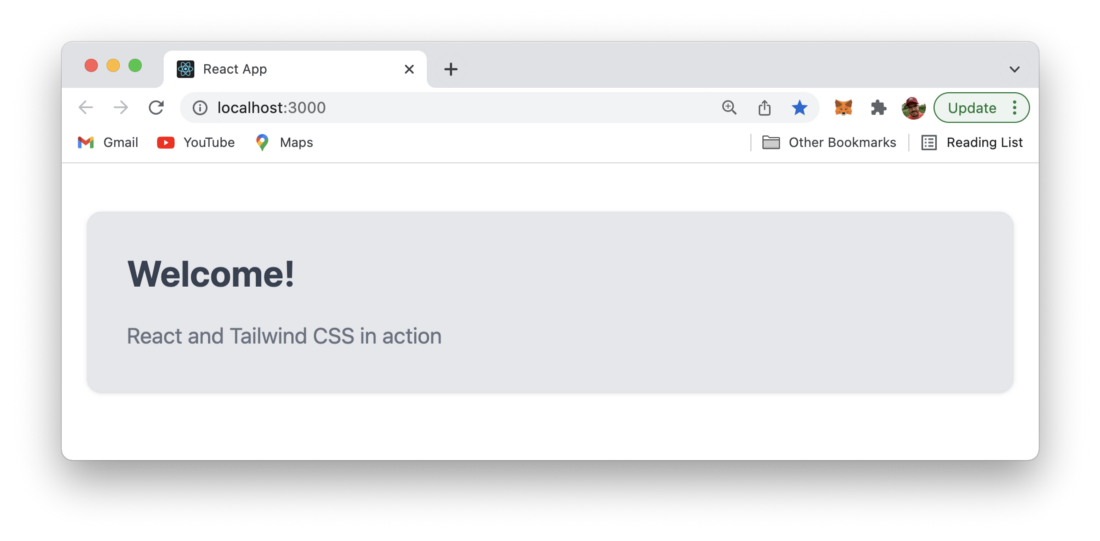 React App
localhost:3000
Update
Gmail YouTube Maps Other Bookmarks Reading List
Welcome!
React and Tailwind CSS in action